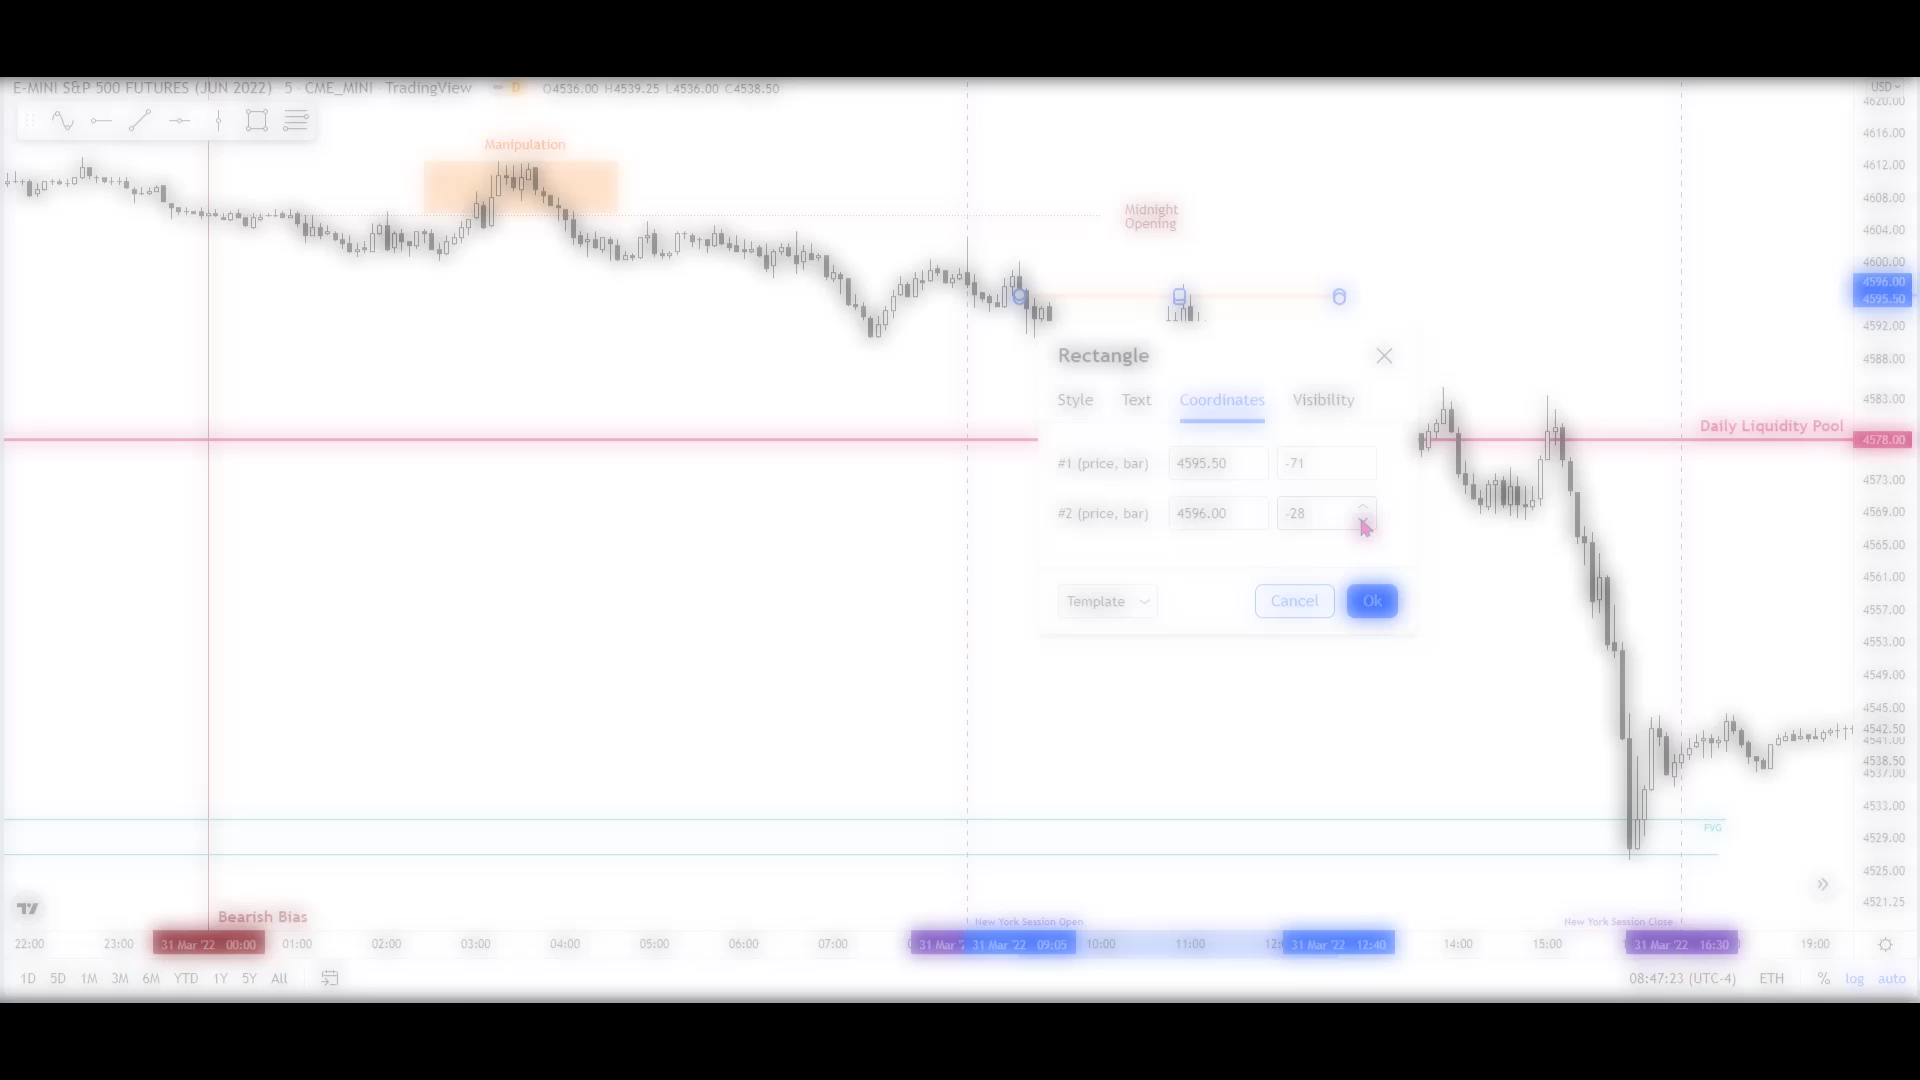 E-MINI S&P 500 FUTURES (JUN 2022) · 5 · CME_MINI · TradingView D O4536.00 H4539.25 L4536.00 C4538.50
USD
4620.00
4616.00
Manipulation
4612.00
4608.00
Midnight
Opening
4604.00
4600.00
4596.00
4595.50
4592.00
4588.00
Rectangle
Style Text Coordinates Visibility
4583.00
Daily Liquidity Pool
4578.00
#1 (price, bar) 4595.50 -71
4573.00
#2 (price, bar) 4596.00 -28
4569.00
4565.00
4561.00
Template Cancel Ok
4557.00
4553.00
4549.00
4545.00
4542.50
4541.00
4538.50
4537.00
4533.00
FVG
4529.00
4525.00
4521.25
Bearish Bias
New York Session Open
New York Session Close
22:00 23:00 31 Mar '22 00:00 01:00 02:00 03:00 04:00 05:00 06:00 07:00 31 Mar '2 31 Mar '22 09:05 10:00 11:00 31 Mar '22 12:40 14:00 15:00 31 Mar '22 16:30 19:00
1D 5D 1M 3M 6M YTD 1Y 5Y All
08:47:23 (UTC-4) ETH % log auto